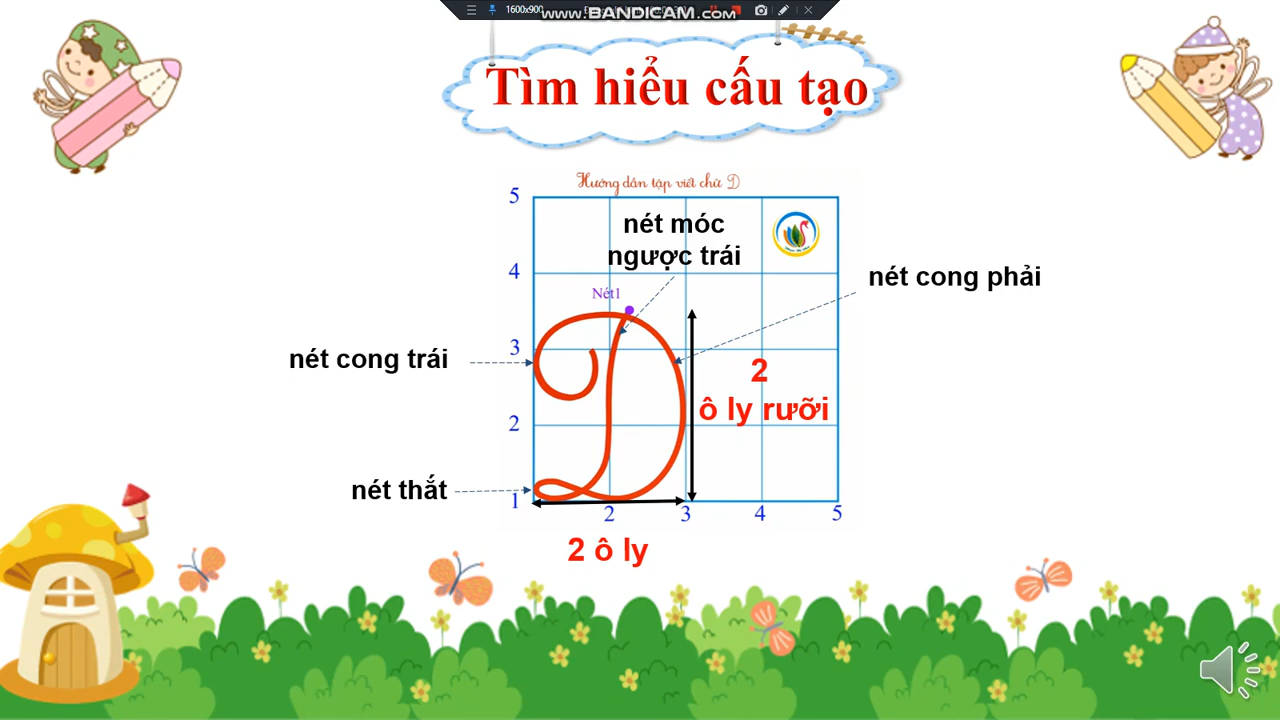 1600x900
www.BANDICAM.com
Tìm hiểu cấu tạo
Hướng dẫn tập viết chữ D
5
nét móc
ngược trái
4
nét cong phải
Nét1
nét cong trái
3
2
ô ly rưỡi
2
nét thắt
1
2
3
4
5
2 ô ly